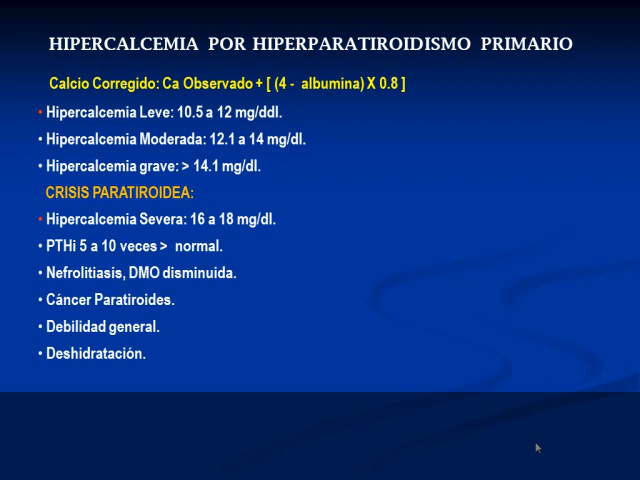 HIPERCALCEMIA POR HIPERPARATIROIDISMO PRIMARIO
Calcio Corregido: Ca Observado + [ (4 - albumina) X 0.8 ]
• Hipercalcemia Leve: 10.5 a 12 mg/ddl.
• Hipercalcemia Moderada: 12.1 a 14 mg/dl.
• Hipercalcemia grave: > 14.1 mg/dl.
CRISIS PARATIROIDEA:
• Hipercalcemia Severa: 16 a 18 mg/dl.
• PTHi 5 a 10 veces > normal.
• Nefrolitiasis, DMO disminuida.
• Cáncer Paratiroides.
• Debilidad general.
• Deshidratación.